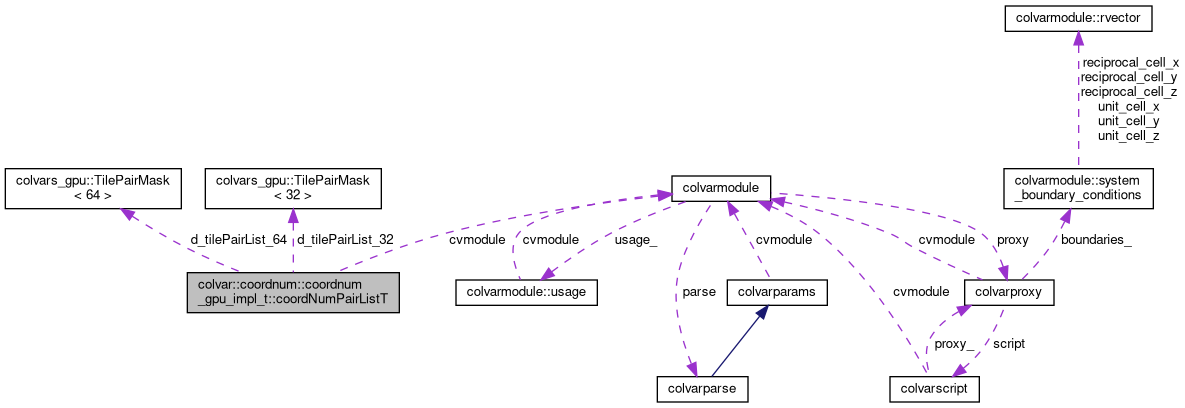 colvarmodule::rvector
reciprocal_cell_x
reciprocal_cell_y
reciprocal_cell_z
unit_cell_x
unit_cell_y
unit_cell_z
colvars_gpu::TilePairMask
< 64 >
colvars_gpu::TilePairMask
< 32 >
colvarmodule
colvarmodule::system
_boundary_conditions
d_tilePairList_64
d_tilePairList_32
cvmodule
cvmodule
usage_
cvmodule
cvmodule
proxy
boundaries_
colvar::coordnum::coordnum
_gpu_impl_t::coordNumPairListT
colvarmodule::usage
parse
colvarparams
cvmodule
colvarproxy
proxy_
script
colvarparse
colvarscript